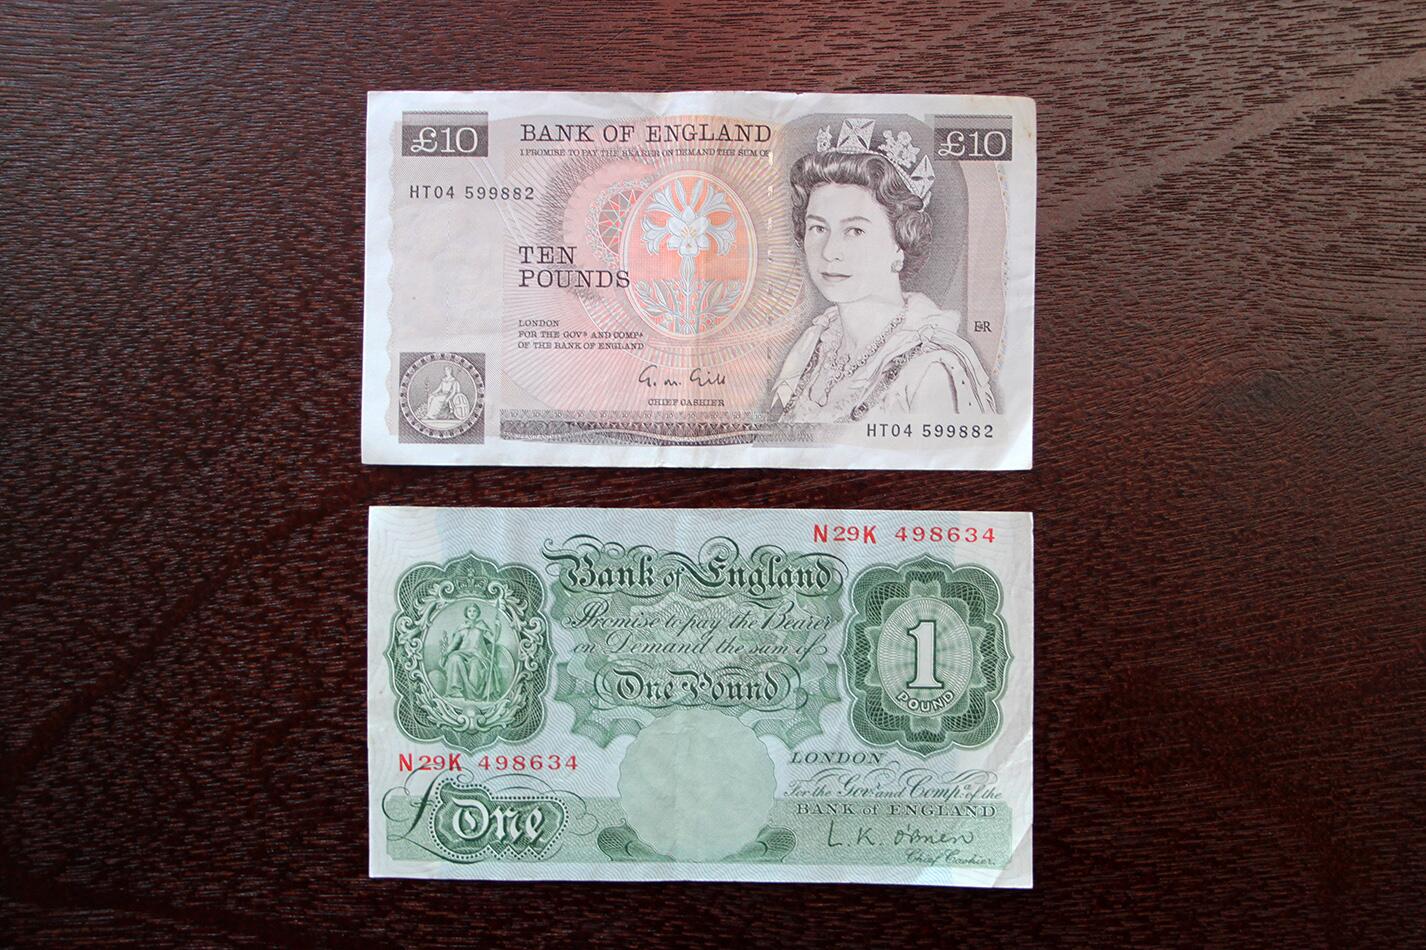 £10
BANK OF ENGLAND
£10
I PROMISE TO PAY THE BEARER ON DEMAND THE SUM OF
HT04 599882
TEN
POUNDS
LONDON
FOR THE GOVR AND COMPA
OF THE BANK OF ENGLAND
E R
G. M. Gill
CHIEF CASHIER
HT04 599882
N29K 498634
Bank of England
Promise to pay the Bearer
on Demand the sum of
One Pound
1
POUND
N29K 498634
LONDON
For the Govr. and Compa. of the
BANK of ENGLAND
£ One
L. K. O'Brien
Chief Cashier.